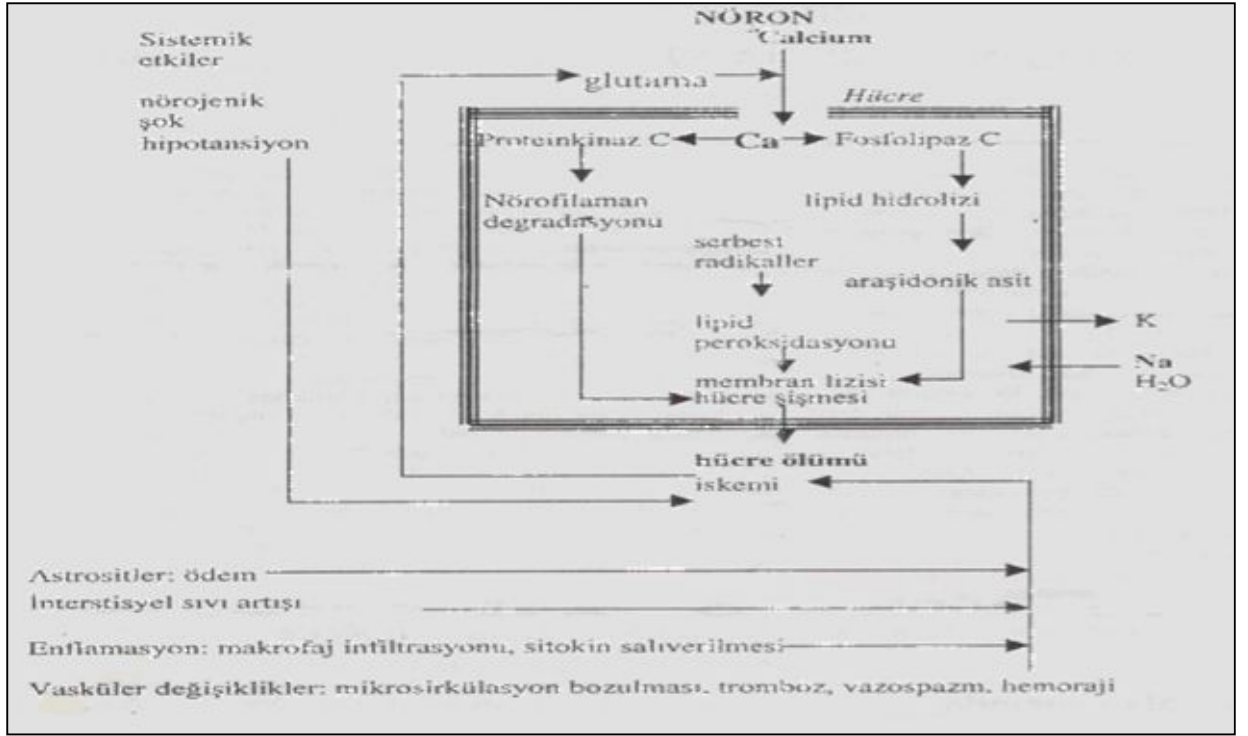 NÖRON
Calcium
Sistemik
etkiler
nörojenik
şok
hipotansiyon
glutama
Hücre
Proteinkinaz C
Ca
Fosfolipaz C
Nörofilaman
degradasyonu
lipid hidrolizi
serbest
radikaller
araşidonik asit
lipid
peroksidasyonu
K
Na
H₂O
membran lizisi
hücre şişmesi
hücre ölümü
iskemi
Astrositler: ödem
İnterstisyel sıvı artışı
Enflamasyon: makrofaj infiltrasyonu, sitokin salıverilmesi
Vasküler değişiklikler: mikrosirkülasyon bozulması, tromboz, vazospazm, hemoraji